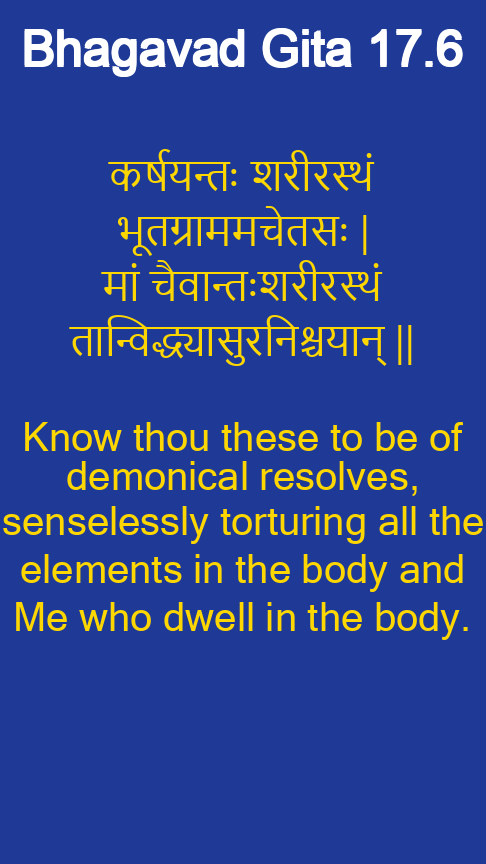 Bhagavad Gita 17.6
कर्षयन्तः शरीरस्थं
भूतग्राममचेतसः |
मां चैवान्तःशरीरस्थं
तान्विद्ध्यासुरनिश्चयान् ||
Know thou these to be of
demonical resolves,
senselessly torturing all the
elements in the body and
Me who dwell in the body.